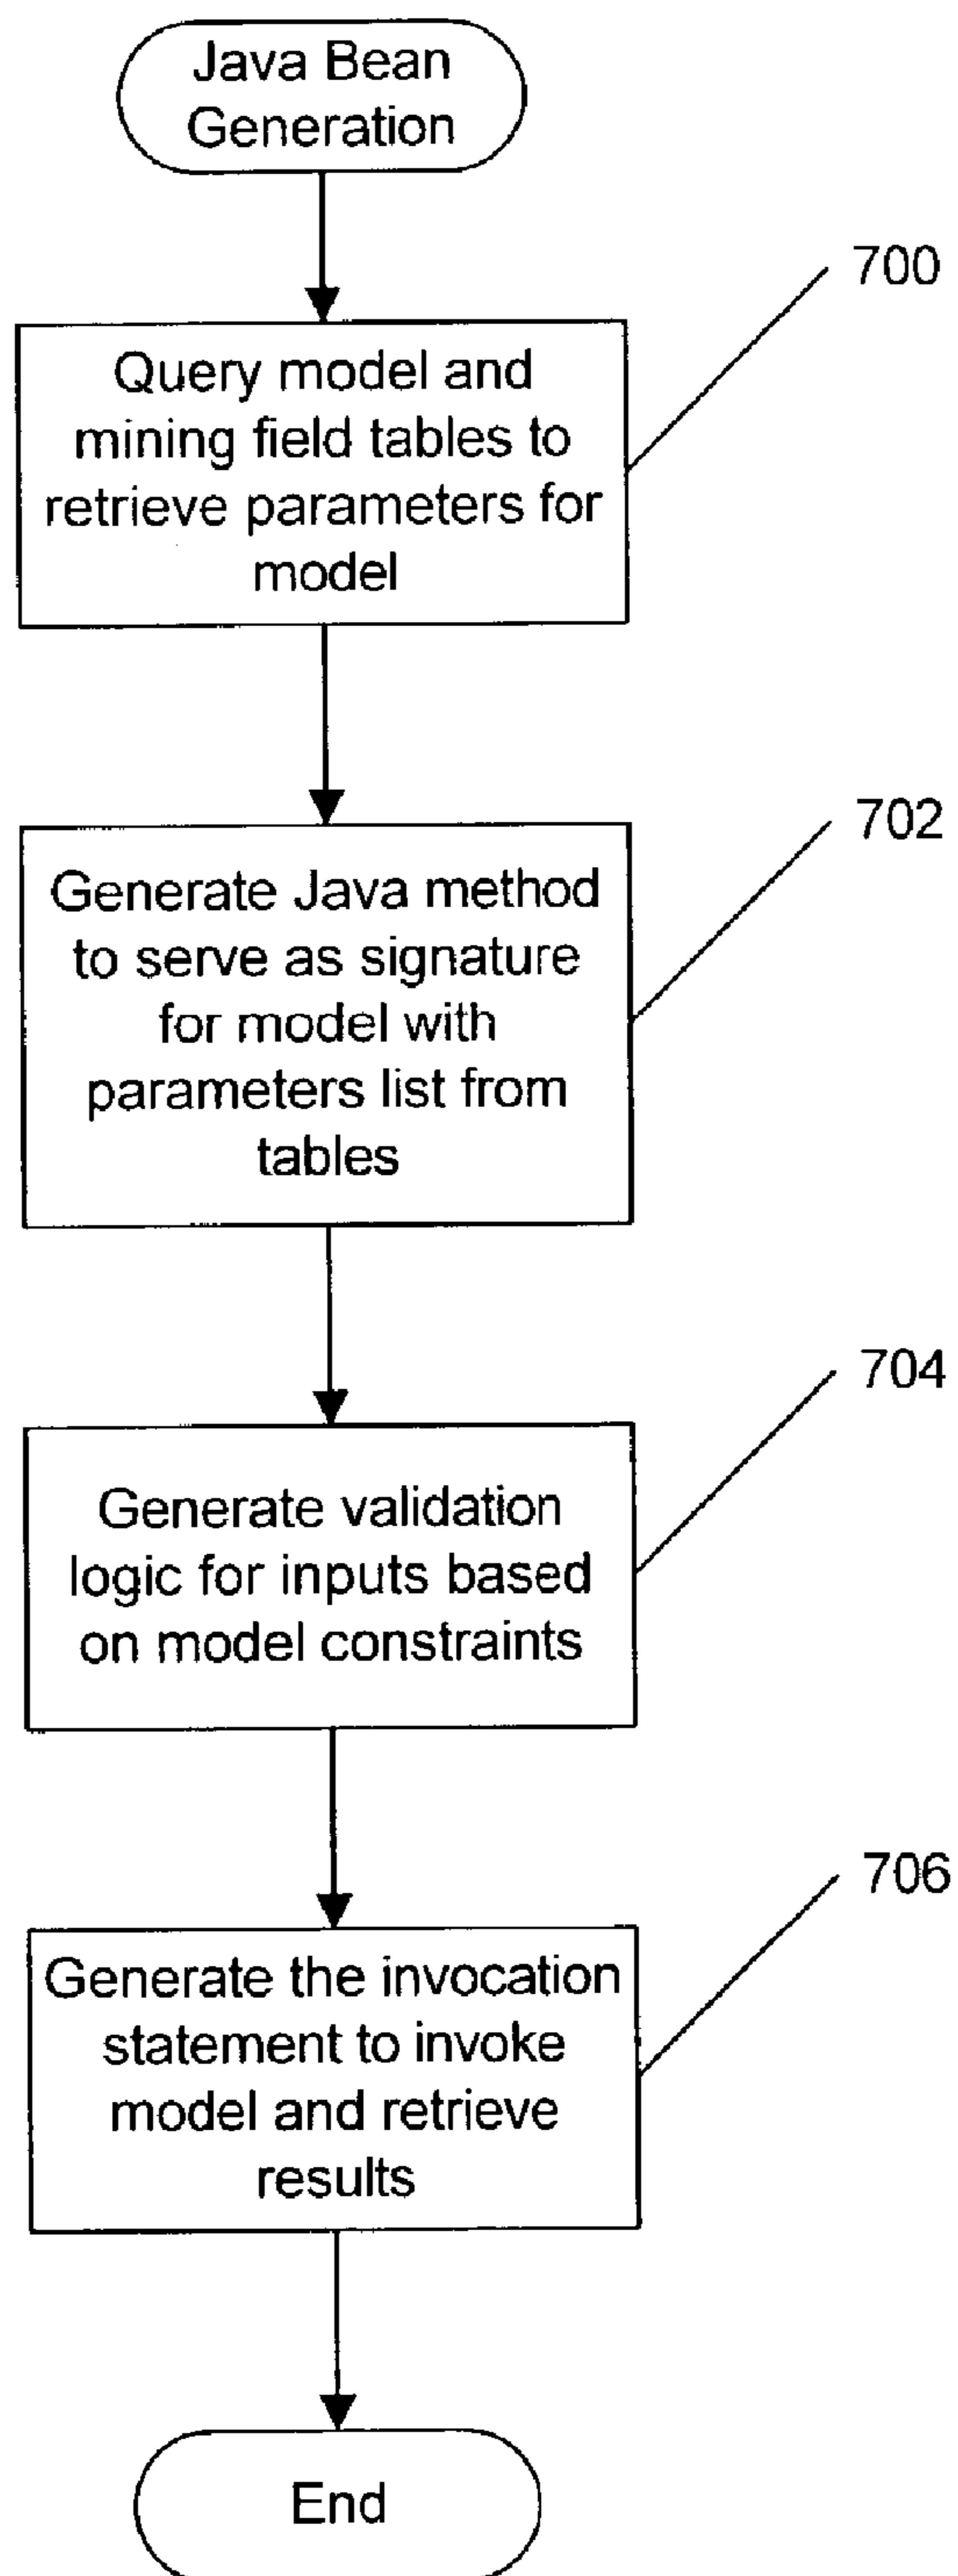 Java Bean
Generation
700
Query model and
mining field tables to
retrieve parameters for
model
702
Generate Java method
to serve as signature
for model with
parameters list from
tables
704
Generate validation
logic for inputs based
on model constraints
706
Generate the invocation
statement to invoke
model and retrieve
results
End